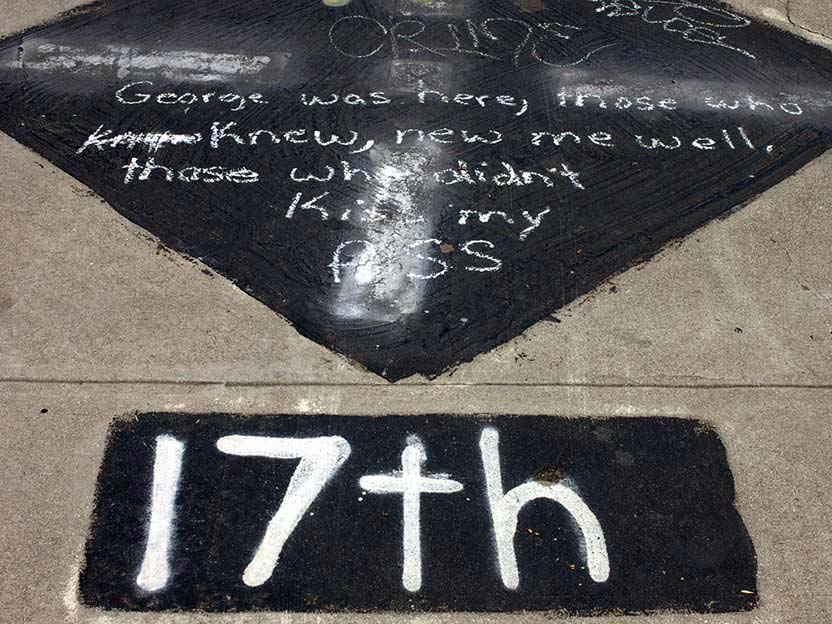 George was here, those who
Knew, new me well.
those who didn't
Kiss my
ASS
17th